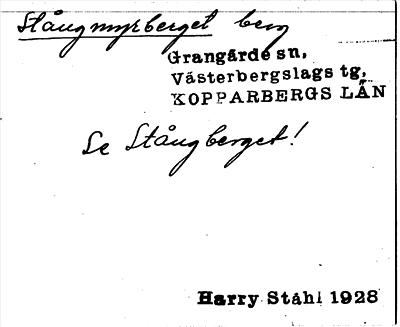 Stångmyrberget berg
Grangärde sn,
Västerbergslags tg,
KOPPARBERGS LÄN
Se Stångberget!
Harry Ståhl 1928